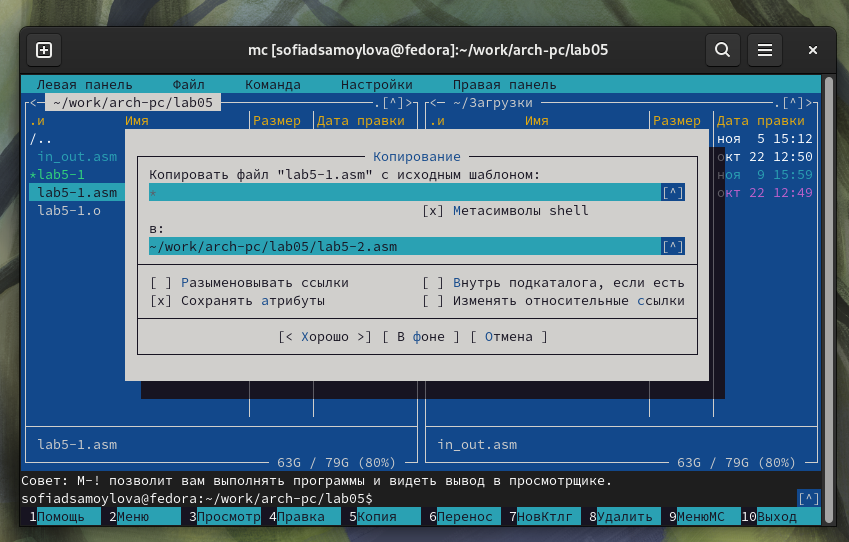 mc [sofiadsamoylova@fedora]:~/work/arch-pc/lab05
Левая панель Файл Команда Настройки Правая панель
<─ ~/work/arch-pc/lab05 .[^]> <─ ~/Загрузки .[^]>
.и Имя Размер Дата правки .и Имя Размер Дата правки
/.. ноя 5 15:12
in_out.asm окт 22 12:50
*lab5-1 ноя 9 15:59
lab5-1.asm окт 22 12:49
lab5-1.o
Копирование
Копировать файл "lab5-1.asm" с исходным шаблоном:
* [^]
[x] Метасимволы shell
в:
~/work/arch-pc/lab05/lab5-2.asm [^]
[ ] Разыменовывать ссылки [ ] Внутрь подкаталога, если есть
[x] Сохранять атрибуты [ ] Изменять относительные ссылки
[< Хорошо >] [ В фоне ] [ Отмена ]
lab5-1.asm in_out.asm
63G / 79G (80%) 63G / 79G (80%)
Совет: M-! позволит вам выполнять программы и видеть вывод в просмотрщике.
sofiadsamoylova@fedora:~/work/arch-pc/lab05$ [^]
1Помощь 2Меню 3Просмотр 4Правка 5Копия 6Перенос 7НовКтлг 8Удалить 9МенюМС 10Выход